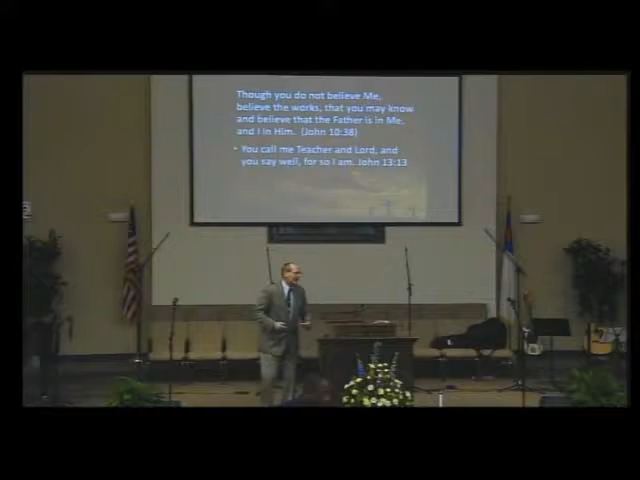 Though you do not believe Me,
believe the works, that you may know
and believe that the Father is in Me,
and I in Him. (John 10:38)
• You call me Teacher and Lord, and
you say well, for so I am. John 13:13